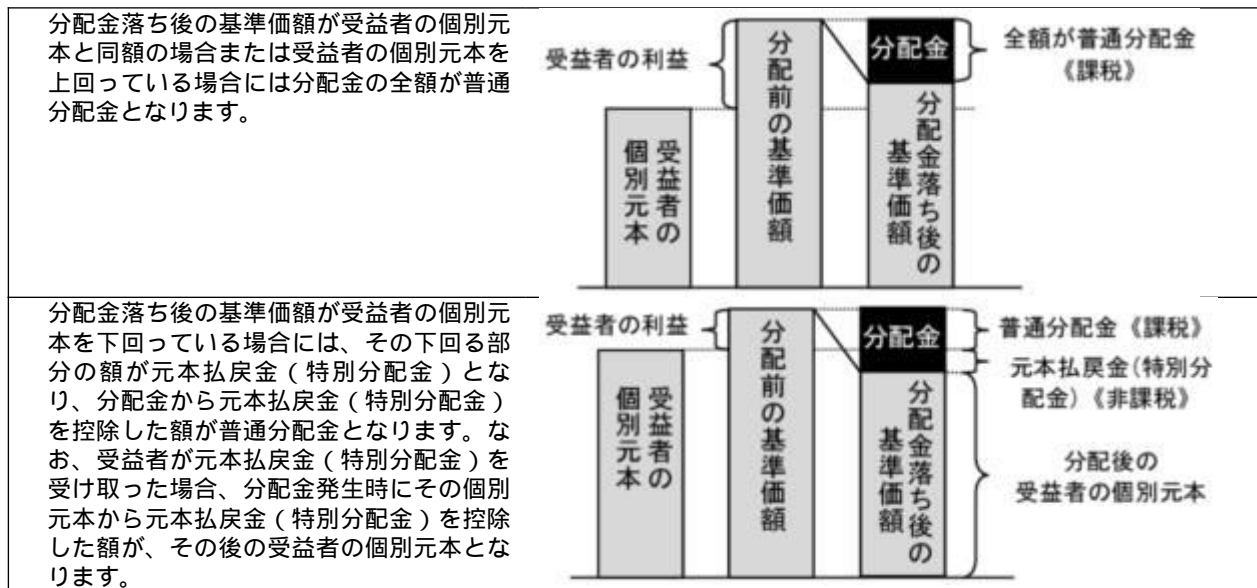 分配金落ち後の基準価額が受益者の個別元
本と同額の場合または受益者の個別元本を
上回っている場合には分配金の全額が普通
分配金となります。
受益者の利益
受益者の
個別元本
分配前の基準価額
分配金
分配金落ち後の
基準価額
全額が普通分配金
《課税》
分配金落ち後の基準価額が受益者の個別元
本を下回っている場合には、その下回る部
分の額が元本払戻金（特別分配金）とな
り、分配金から元本払戻金（特別分配金）
を控除した額が普通分配金となります。な
お、受益者が元本払戻金（特別分配金）を
受け取った場合、分配金発生時にその個別
元本から元本払戻金（特別分配金）を控除
した額が、その後の受益者の個別元本とな
ります。
受益者の利益
受益者の
個別元本
分配前の基準価額
分配金
分配金落ち後の
基準価額
普通分配金《課税》
元本払戻金(特別分
配金)《非課税》
分配後の
受益者の個別元本